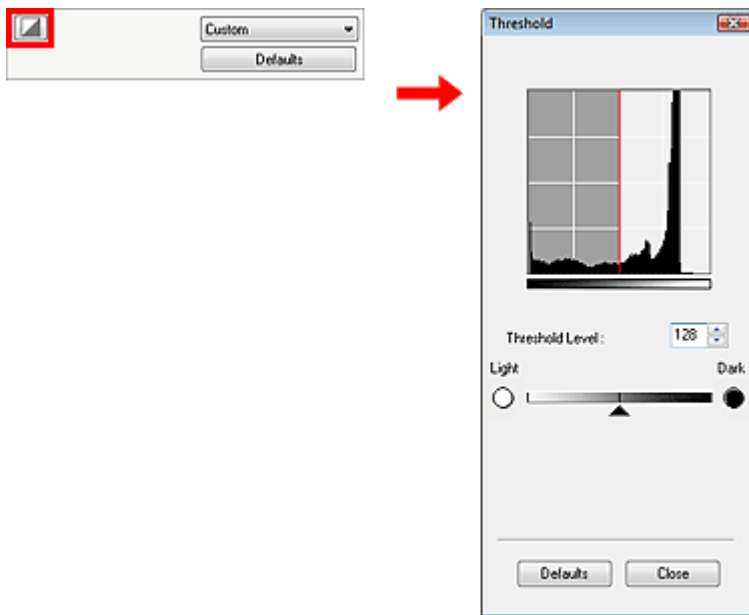 Custom
Defaults
Threshold
Threshold Level :
128
Light
Dark
Defaults
Close